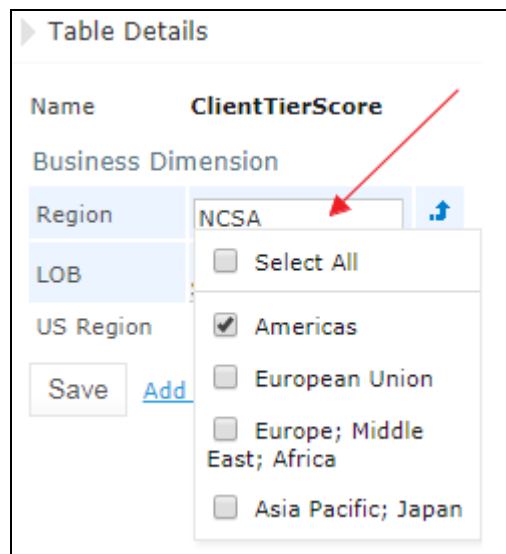 Table Details
Name ClientTierScore
Business Dimension
Region NCSA
LOB
Select All
US Region
Americas
Save Add
European Union
Europe; Middle
East; Africa
Asia Pacific; Japan